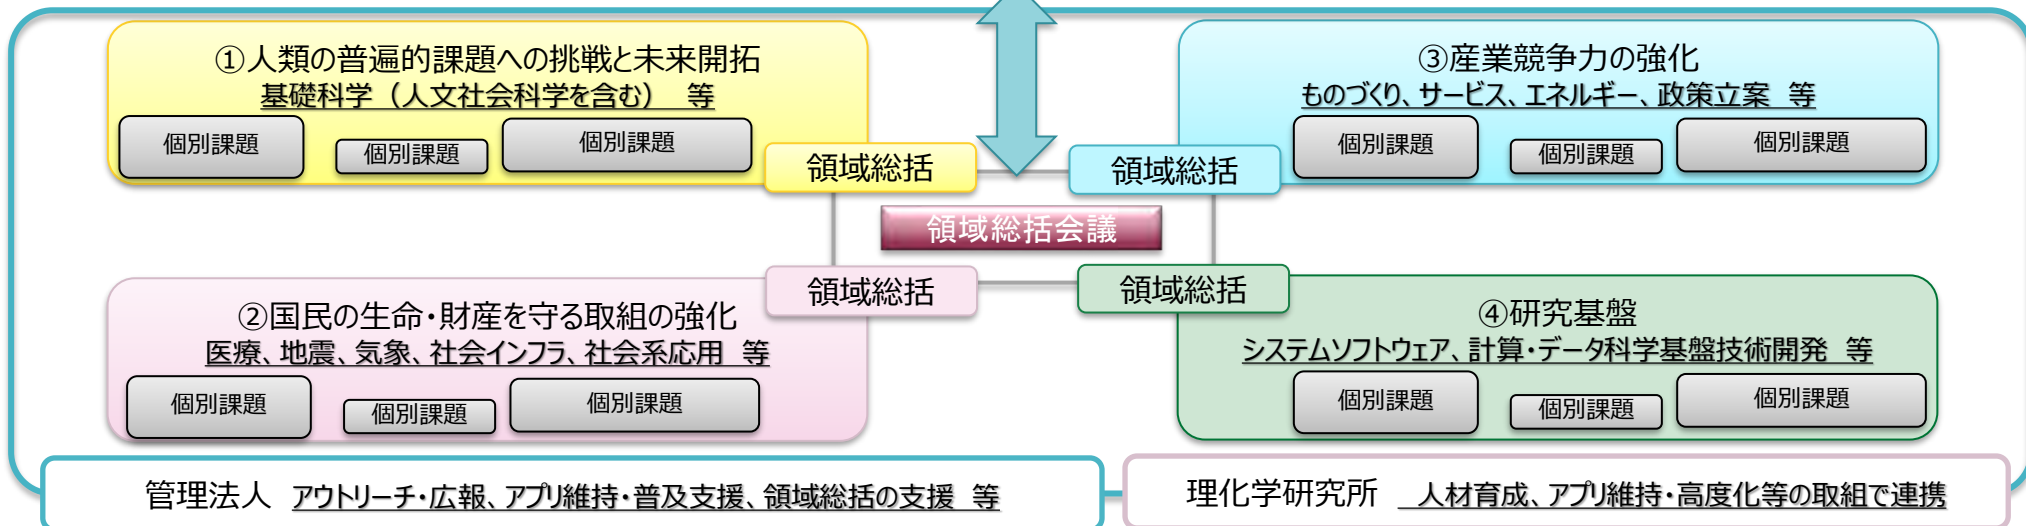 ①人類の普遍的課題への挑戦と未来開拓
基礎科学（人文社会科学を含む） 等
個別課題
個別課題
個別課題
領域総括
③産業競争力の強化
ものづくり、サービス、エネルギー、政策立案 等
個別課題
個別課題
個別課題
領域総括
領域総括会議
②国民の生命・財産を守る取組の強化
医療、地震、気象、社会インフラ、社会系応用 等
個別課題
個別課題
個別課題
領域総括
④研究基盤
システムソフトウェア、計算・データ科学基盤技術開発 等
個別課題
個別課題
個別課題
領域総括
管理法人 アウトリーチ・広報、アプリ維持・普及支援、領域総括の支援 等
理化学研究所 人材育成、アプリ維持・高度化等の取組で連携